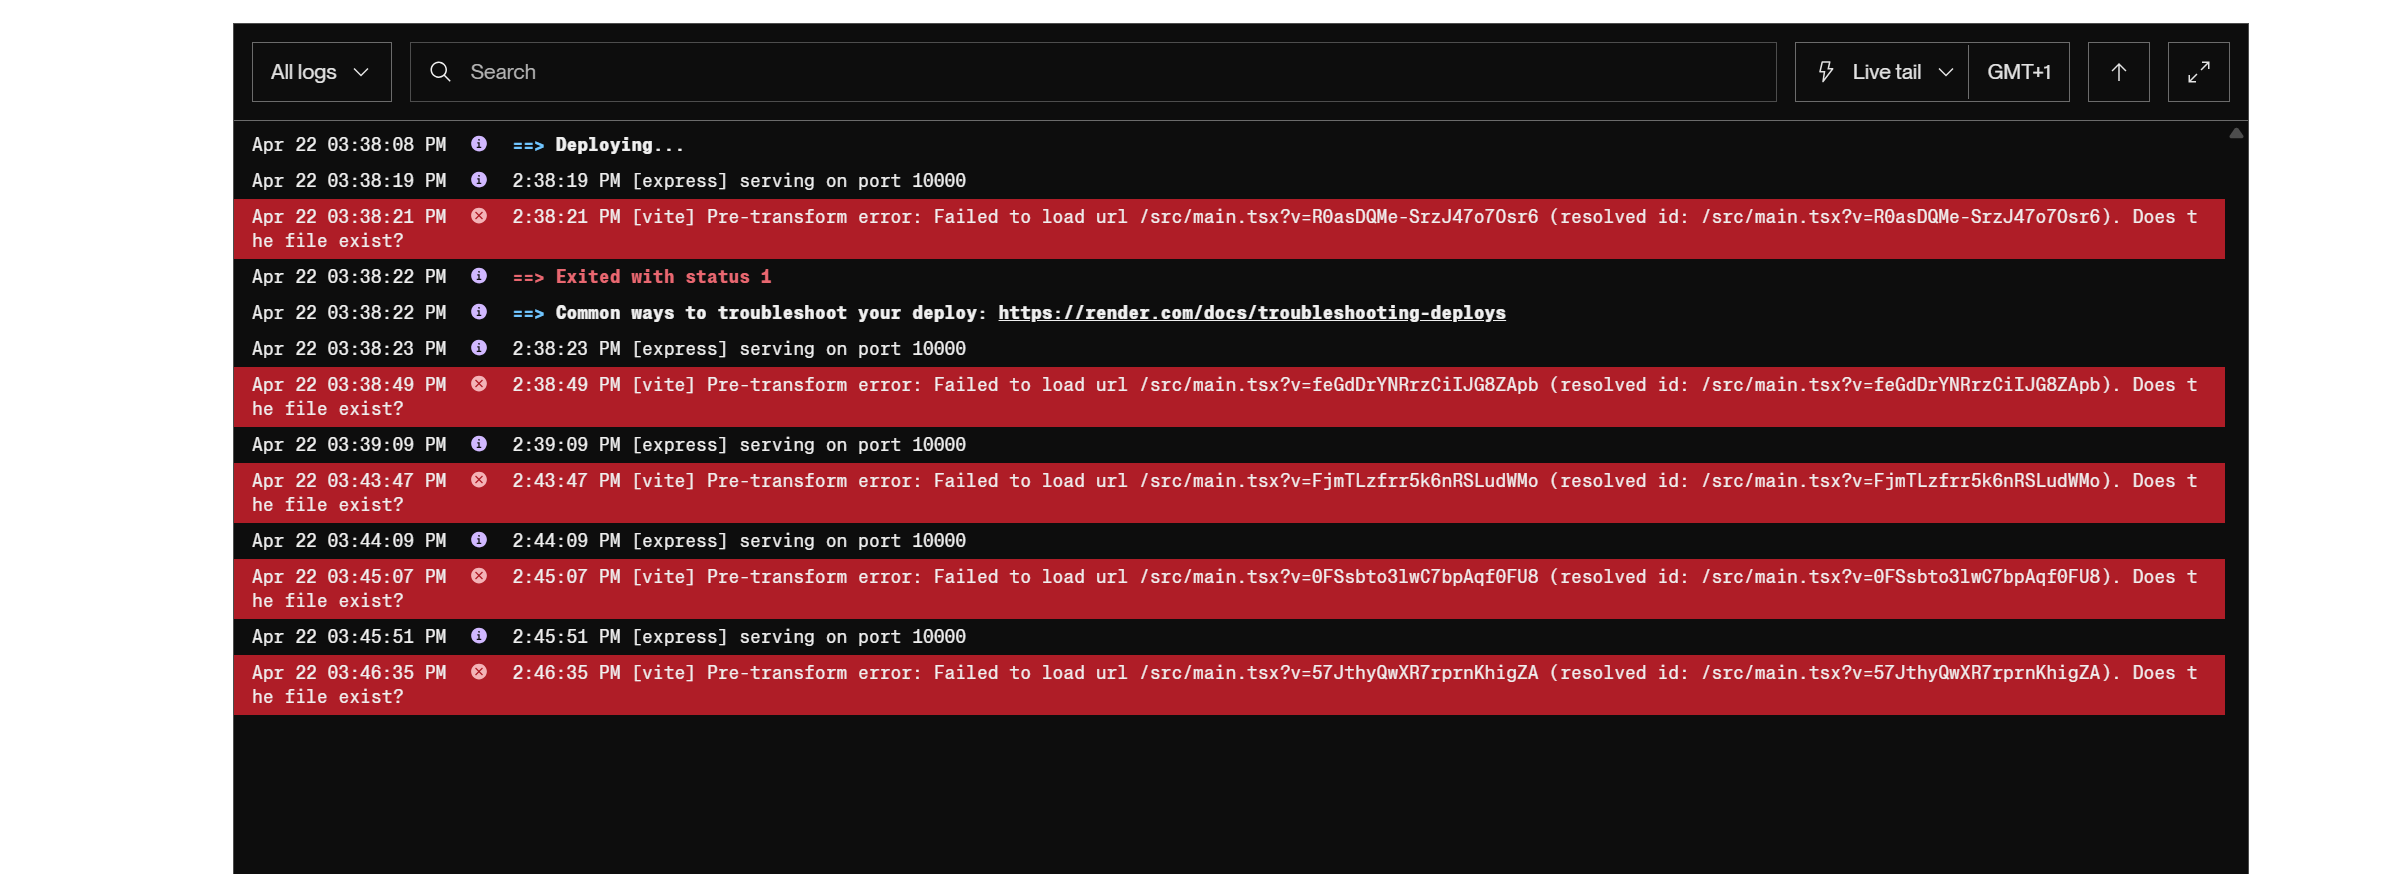 All logs
Search
Live tail
GMT+1
Apr 22 03:38:08 PM ==> Deploying...
Apr 22 03:38:19 PM 2:38:19 PM [express] serving on port 10000
Apr 22 03:38:21 PM 2:38:21 PM [vite] Pre-transform error: Failed to load url /src/main.tsx?v=R0asDQMe-SrzJ47o7Osr6 (resolved id: /src/main.tsx?v=R0asDQMe-SrzJ47o7Osr6). Does t
he file exist?
Apr 22 03:38:22 PM ==> Exited with status 1
Apr 22 03:38:22 PM ==> Common ways to troubleshoot your deploy: https://render.com/docs/troubleshooting-deploys
Apr 22 03:38:23 PM 2:38:23 PM [express] serving on port 10000
Apr 22 03:38:49 PM 2:38:49 PM [vite] Pre-transform error: Failed to load url /src/main.tsx?v=feGdDrYNRrzCiIJG8ZApb (resolved id: /src/main.tsx?v=feGdDrYNRrzCiIJG8ZApb). Does t
he file exist?
Apr 22 03:39:09 PM 2:39:09 PM [express] serving on port 10000
Apr 22 03:43:47 PM 2:43:47 PM [vite] Pre-transform error: Failed to load url /src/main.tsx?v=FjmTLzfrr5k6nRSLudWMo (resolved id: /src/main.tsx?v=FjmTLzfrr5k6nRSLudWMo). Does t
he file exist?
Apr 22 03:44:09 PM 2:44:09 PM [express] serving on port 10000
Apr 22 03:45:07 PM 2:45:07 PM [vite] Pre-transform error: Failed to load url /src/main.tsx?v=0FSsbto3lwC7bpAqf0FU8 (resolved id: /src/main.tsx?v=0FSsbto3lwC7bpAqf0FU8). Does t
he file exist?
Apr 22 03:45:51 PM 2:45:51 PM [express] serving on port 10000
Apr 22 03:46:35 PM 2:46:35 PM [vite] Pre-transform error: Failed to load url /src/main.tsx?v=57JthyQwXR7rprnKhigZA (resolved id: /src/main.tsx?v=57JthyQwXR7rprnKhigZA). Does t
he file exist?